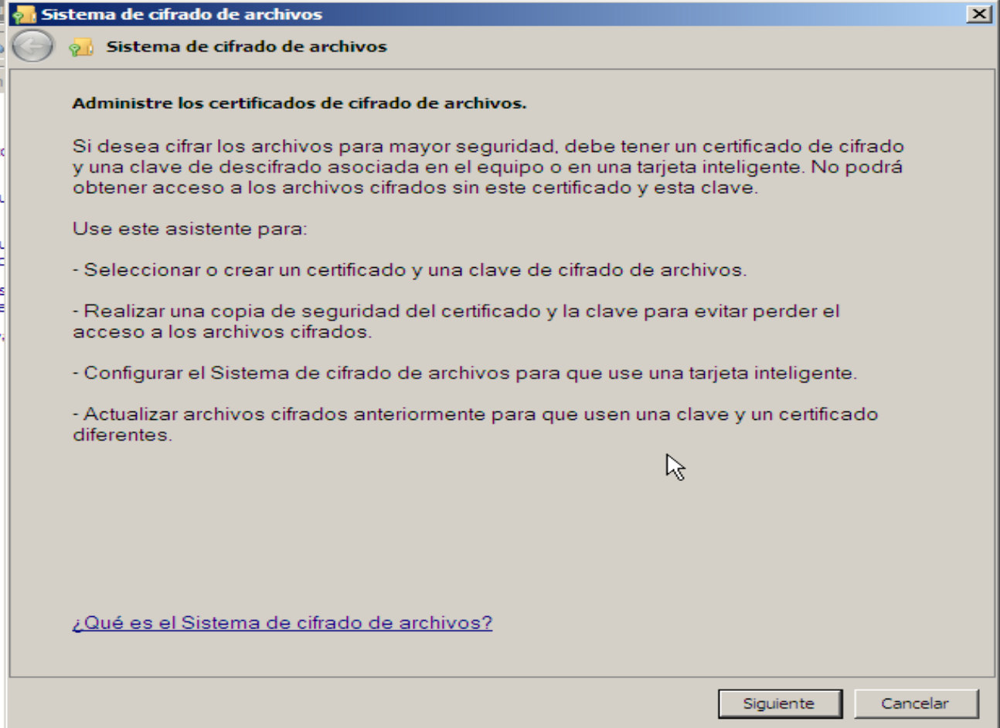 Sistema de cifrado de archivos
Sistema de cifrado de archivos
Administre los certificados de cifrado de archivos.
Si desea cifrar los archivos para mayor seguridad, debe tener un certificado de cifrado
y una clave de descifrado asociada en el equipo o en una tarjeta inteligente. No podrá
obtener acceso a los archivos cifrados sin este certificado y esta clave.
Use este asistente para:
- Seleccionar o crear un certificado y una clave de cifrado de archivos.
- Realizar una copia de seguridad del certificado y la clave para evitar perder el
acceso a los archivos cifrados.
- Configurar el Sistema de cifrado de archivos para que use una tarjeta inteligente.
- Actualizar archivos cifrados anteriormente para que usen una clave y un certificado
diferentes.
¿Qué es el Sistema de cifrado de archivos?
Siguiente
Cancelar